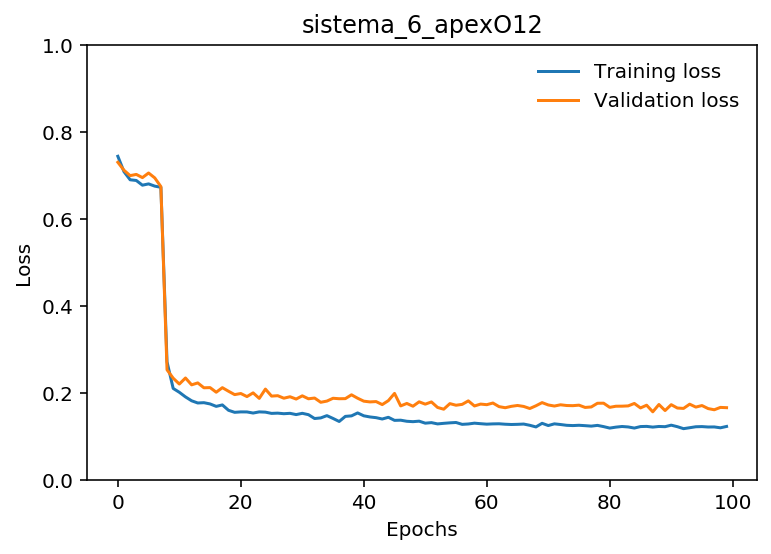 sistema_6_apexO12
1.0
0.8
0.6
0.4
0.2
0.0
Loss
Training loss
Validation loss
0 20 40 60 80 100
Epochs